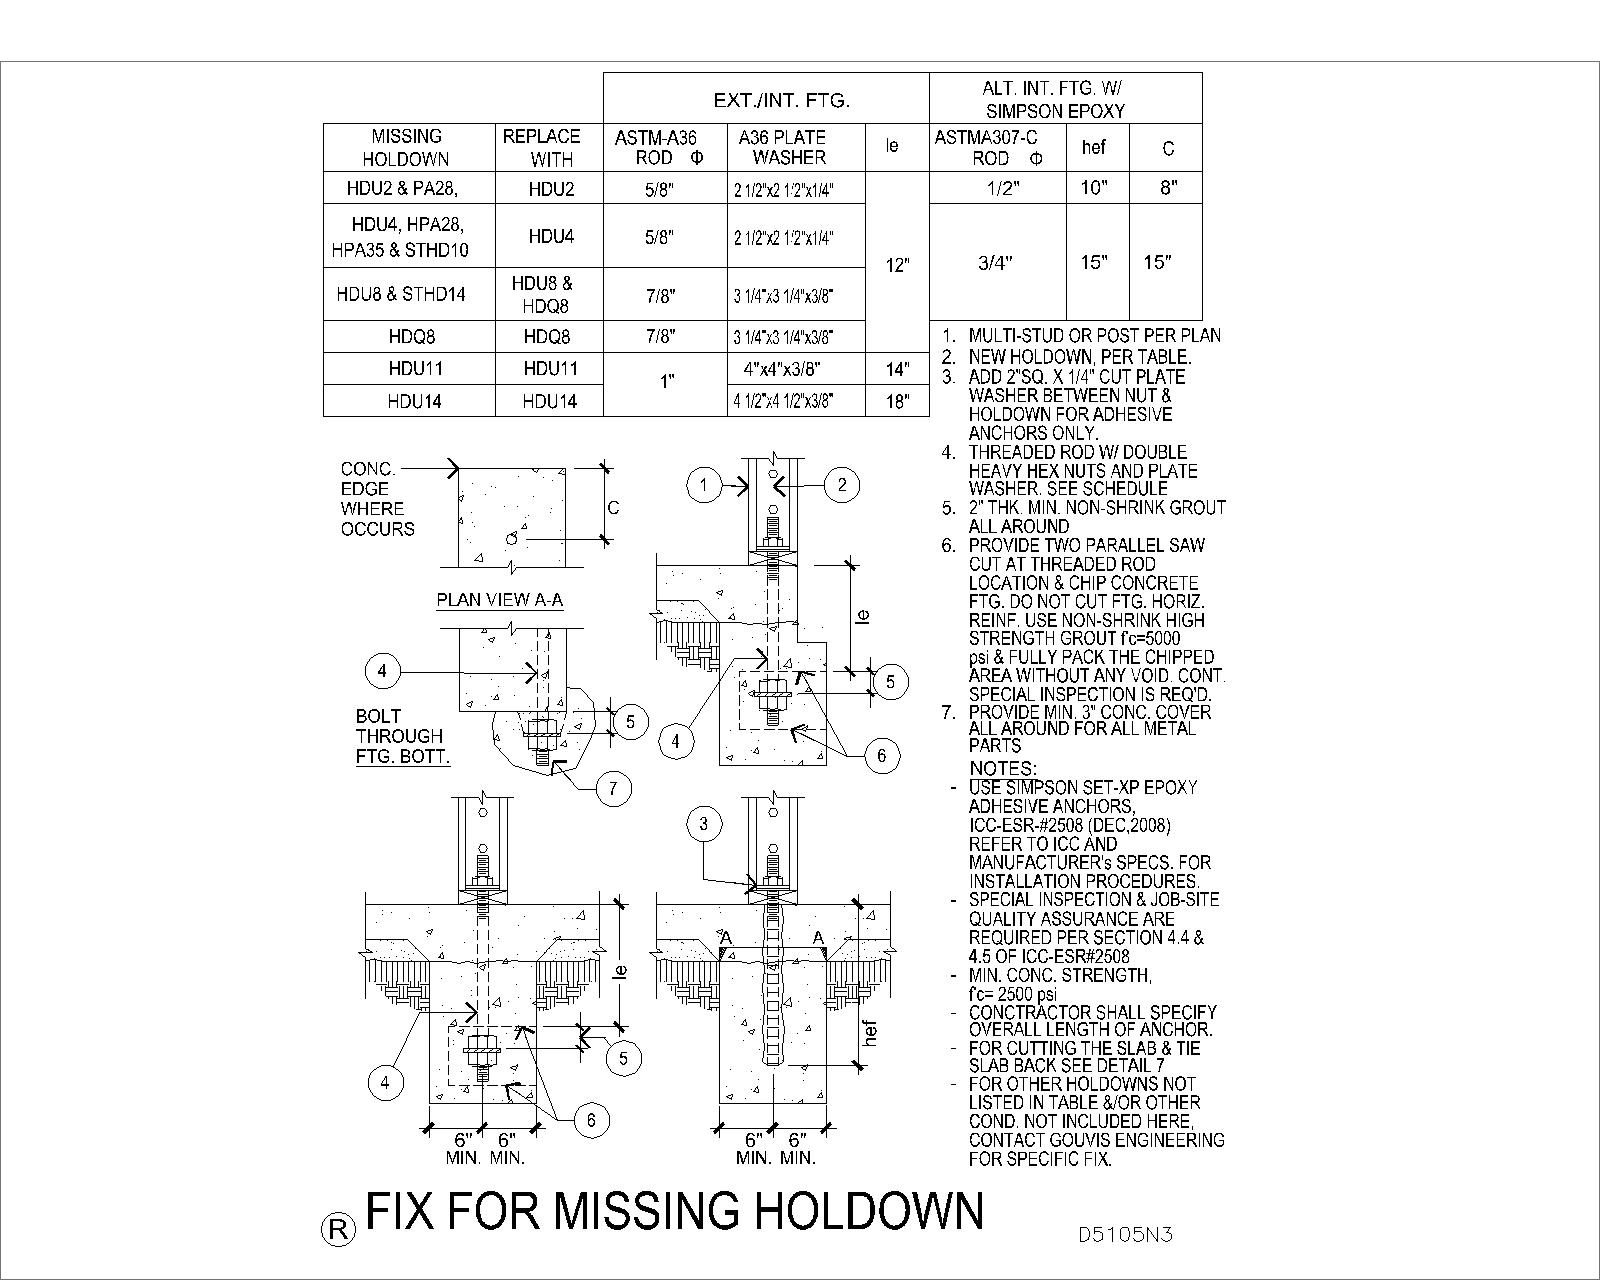 EXT./INT. FTG.
ALT. INT. FTG. W/
SIMPSON EPOXY
MISSING
HOLDOWN
REPLACE
WITH
ASTM-A36
ROD Φ
A36 PLATE
WASHER
le
ASTMA307-C
ROD Φ
hef
C
HDU2 & PA28,
HDU2
5/8"
2 1/2"x2 1/2"x1/4"
12"
1/2"
10"
8"
HDU4, HPA28,
HPA35 & STHD10
HDU4
5/8"
2 1/2"x2 1/2"x1/4"
3/4"
15"
15"
HDU8 & STHD14
HDU8 &
HDQ8
7/8"
3 1/4"x3 1/4"x3/8"
HDQ8
HDQ8
7/8"
3 1/4"x3 1/4"x3/8"
HDU11
HDU11
1"
4"x4"x3/8"
14"
HDU14
HDU14
4 1/2"x4 1/2"x3/8"
18"
1. MULTI-STUD OR POST PER PLAN
2. NEW HOLDOWN, PER TABLE.
3. ADD 2"SQ. X 1/4" CUT PLATE
WASHER BETWEEN NUT &
HOLDOWN FOR ADHESIVE
ANCHORS ONLY.
4. THREADED ROD W/ DOUBLE
HEAVY HEX NUTS AND PLATE
WASHER. SEE SCHEDULE
5. 2" THK. MIN. NON-SHRINK GROUT
ALL AROUND
6. PROVIDE TWO PARALLEL SAW
CUT AT THREADED ROD
LOCATION & CHIP CONCRETE
FTG. DO NOT CUT FTG. HORIZ.
REINF. USE NON-SHRINK HIGH
STRENGTH GROUT f'c=5000
psi & FULLY PACK THE CHIPPED
AREA WITHOUT ANY VOID. CONT.
SPECIAL INSPECTION IS REQ'D.
7. PROVIDE MIN. 3" CONC. COVER
ALL AROUND FOR ALL METAL
PARTS
NOTES:
- USE SIMPSON SET-XP EPOXY
ADHESIVE ANCHORS,
ICC-ESR-#2508 (DEC,2008)
REFER TO ICC AND
MANUFACTURER's SPECS. FOR
INSTALLATION PROCEDURES.
- SPECIAL INSPECTION & JOB-SITE
QUALITY ASSURANCE ARE
REQUIRED PER SECTION 4.4 &
4.5 OF ICC-ESR#2508
- MIN. CONC. STRENGTH,
f'c= 2500 psi
- CONCTRACTOR SHALL SPECIFY
OVERALL LENGTH OF ANCHOR.
- FOR CUTTING THE SLAB & TIE
SLAB BACK SEE DETAIL 7
- FOR OTHER HOLDOWNS NOT
LISTED IN TABLE &/OR OTHER
COND. NOT INCLUDED HERE,
CONTACT GOUVIS ENGINEERING
FOR SPECIFIC FIX.
CONC.
EDGE
WHERE
OCCURS
C
PLAN VIEW A-A
4
BOLT
THROUGH
FTG. BOTT.
5
7
1
2
le
5
4
6
le
4
5
6
6" 6"
MIN. MIN.
3
A A
hef
6" 6"
MIN. MIN.
R FIX FOR MISSING HOLDOWN
D5105N3